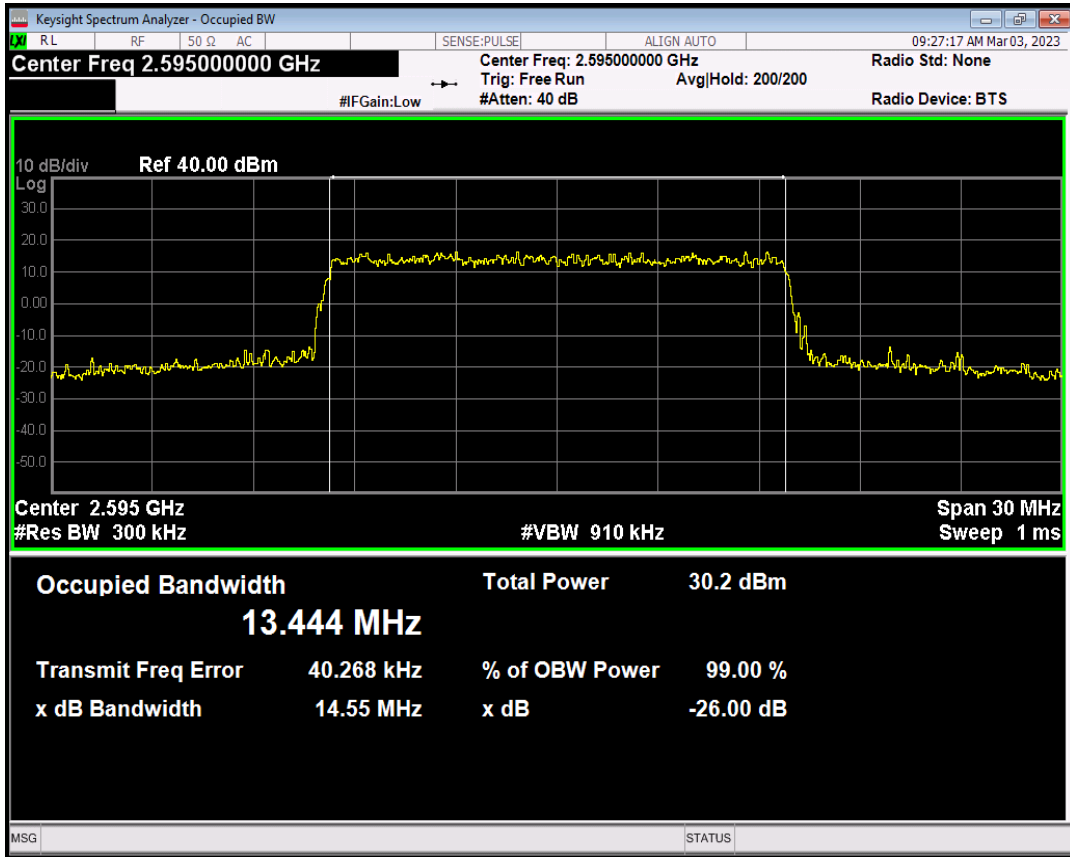 Keysight Spectrum Analyzer - Occupied BW
LXI RL RF 50 Ω AC SENSE:PULSE ALIGN AUTO 09:27:17 AM Mar 03, 2023
Center Freq 2.595000000 GHz Center Freq: 2.595000000 GHz Radio Std: None
Trig: Free Run Avg|Hold: 200/200
#IFGain:Low #Atten: 40 dB Radio Device: BTS
10 dB/div Ref 40.00 dBm
Log
30.0
20.0
10.0
0.00
-10.0
-20.0
-30.0
-40.0
-50.0
Center 2.595 GHz Span 30 MHz
#Res BW 300 kHz #VBW 910 kHz Sweep 1 ms
Occupied Bandwidth Total Power 30.2 dBm
13.444 MHz
Transmit Freq Error 40.268 kHz % of OBW Power 99.00 %
x dB Bandwidth 14.55 MHz x dB -26.00 dB
MSG STATUS